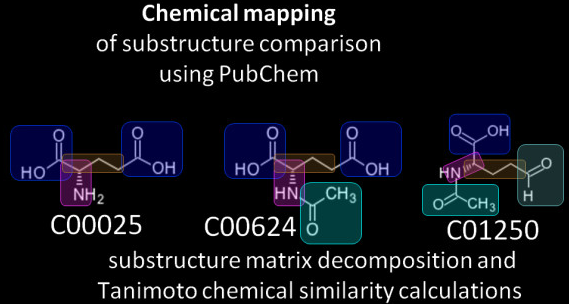 Chemical mapping
of substructure comparison
using PubChem
O
O
HO
OH
NH2
C00025
O
O
HO
OH
HN
CH3
O
C00624
O
OH
O
HN
H
O
CH3
C01250
substructure matrix decomposition and
Tanimoto chemical similarity calculations